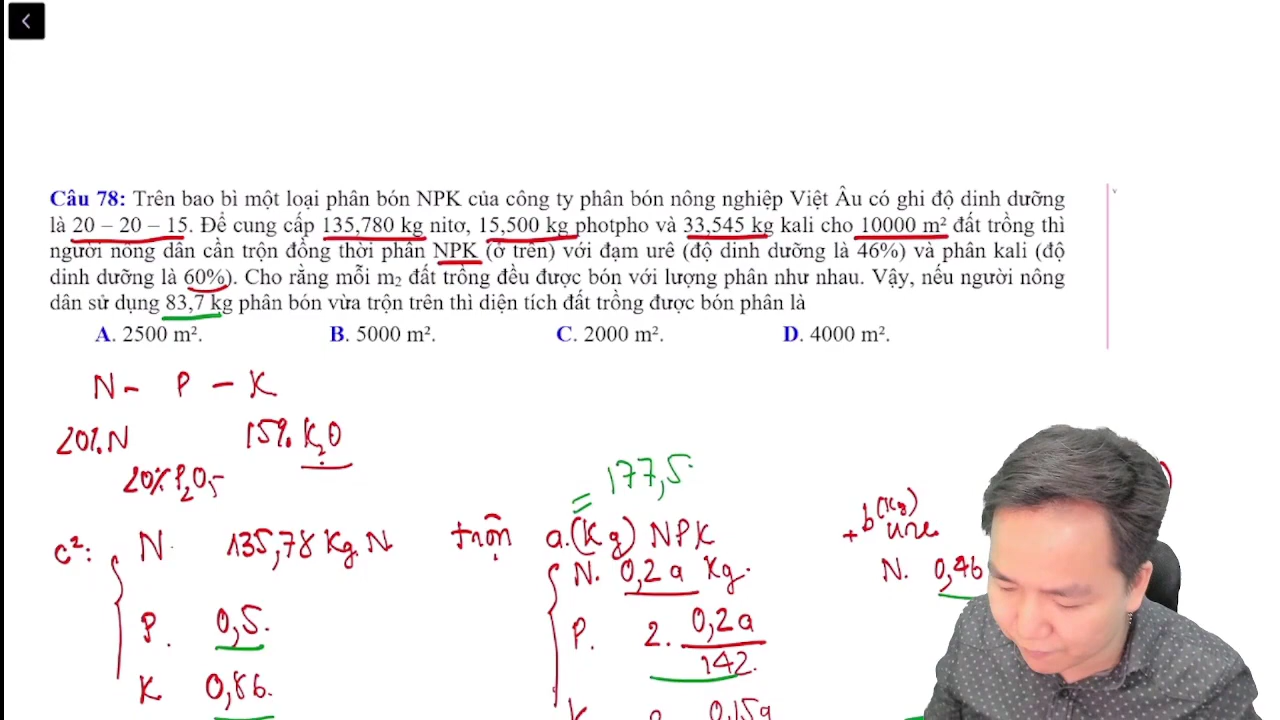 Câu 78: Trên bao bì một loại phân bón NPK của công ty phân bón nông nghiệp Việt Âu có ghi độ dinh dưỡng
là 20 – 20 – 15. Để cung cấp 135,780 kg nitơ, 15,500 kg photpho và 33,545 kg kali cho 10000 m² đất trồng thì
người nông dân cần trộn đồng thời phân NPK (ở trên) với đạm urê (độ dinh dưỡng là 46%) và phân kali (độ
dinh dưỡng là 60%). Cho rằng mỗi m₂ đất trồng đều được bón với lượng phân như nhau. Vậy, nếu người nông
dân sử dụng 83,7 kg phân bón vừa trộn trên thì diện tích đất trồng được bón phân là
A. 2500 m². B. 5000 m². C. 2000 m². D. 4000 m².
N – P – K
20%N 15% K₂O
20% P₂O₅
= 177,5
c²: N 135,78 Kg N trộn a (Kg) NPK + b (Kg) ure
N. 0,2a Kg. N. 0,46
P. 0,5. P. 2. 0,2a
142.
K 0,86.
K 2 0,15a